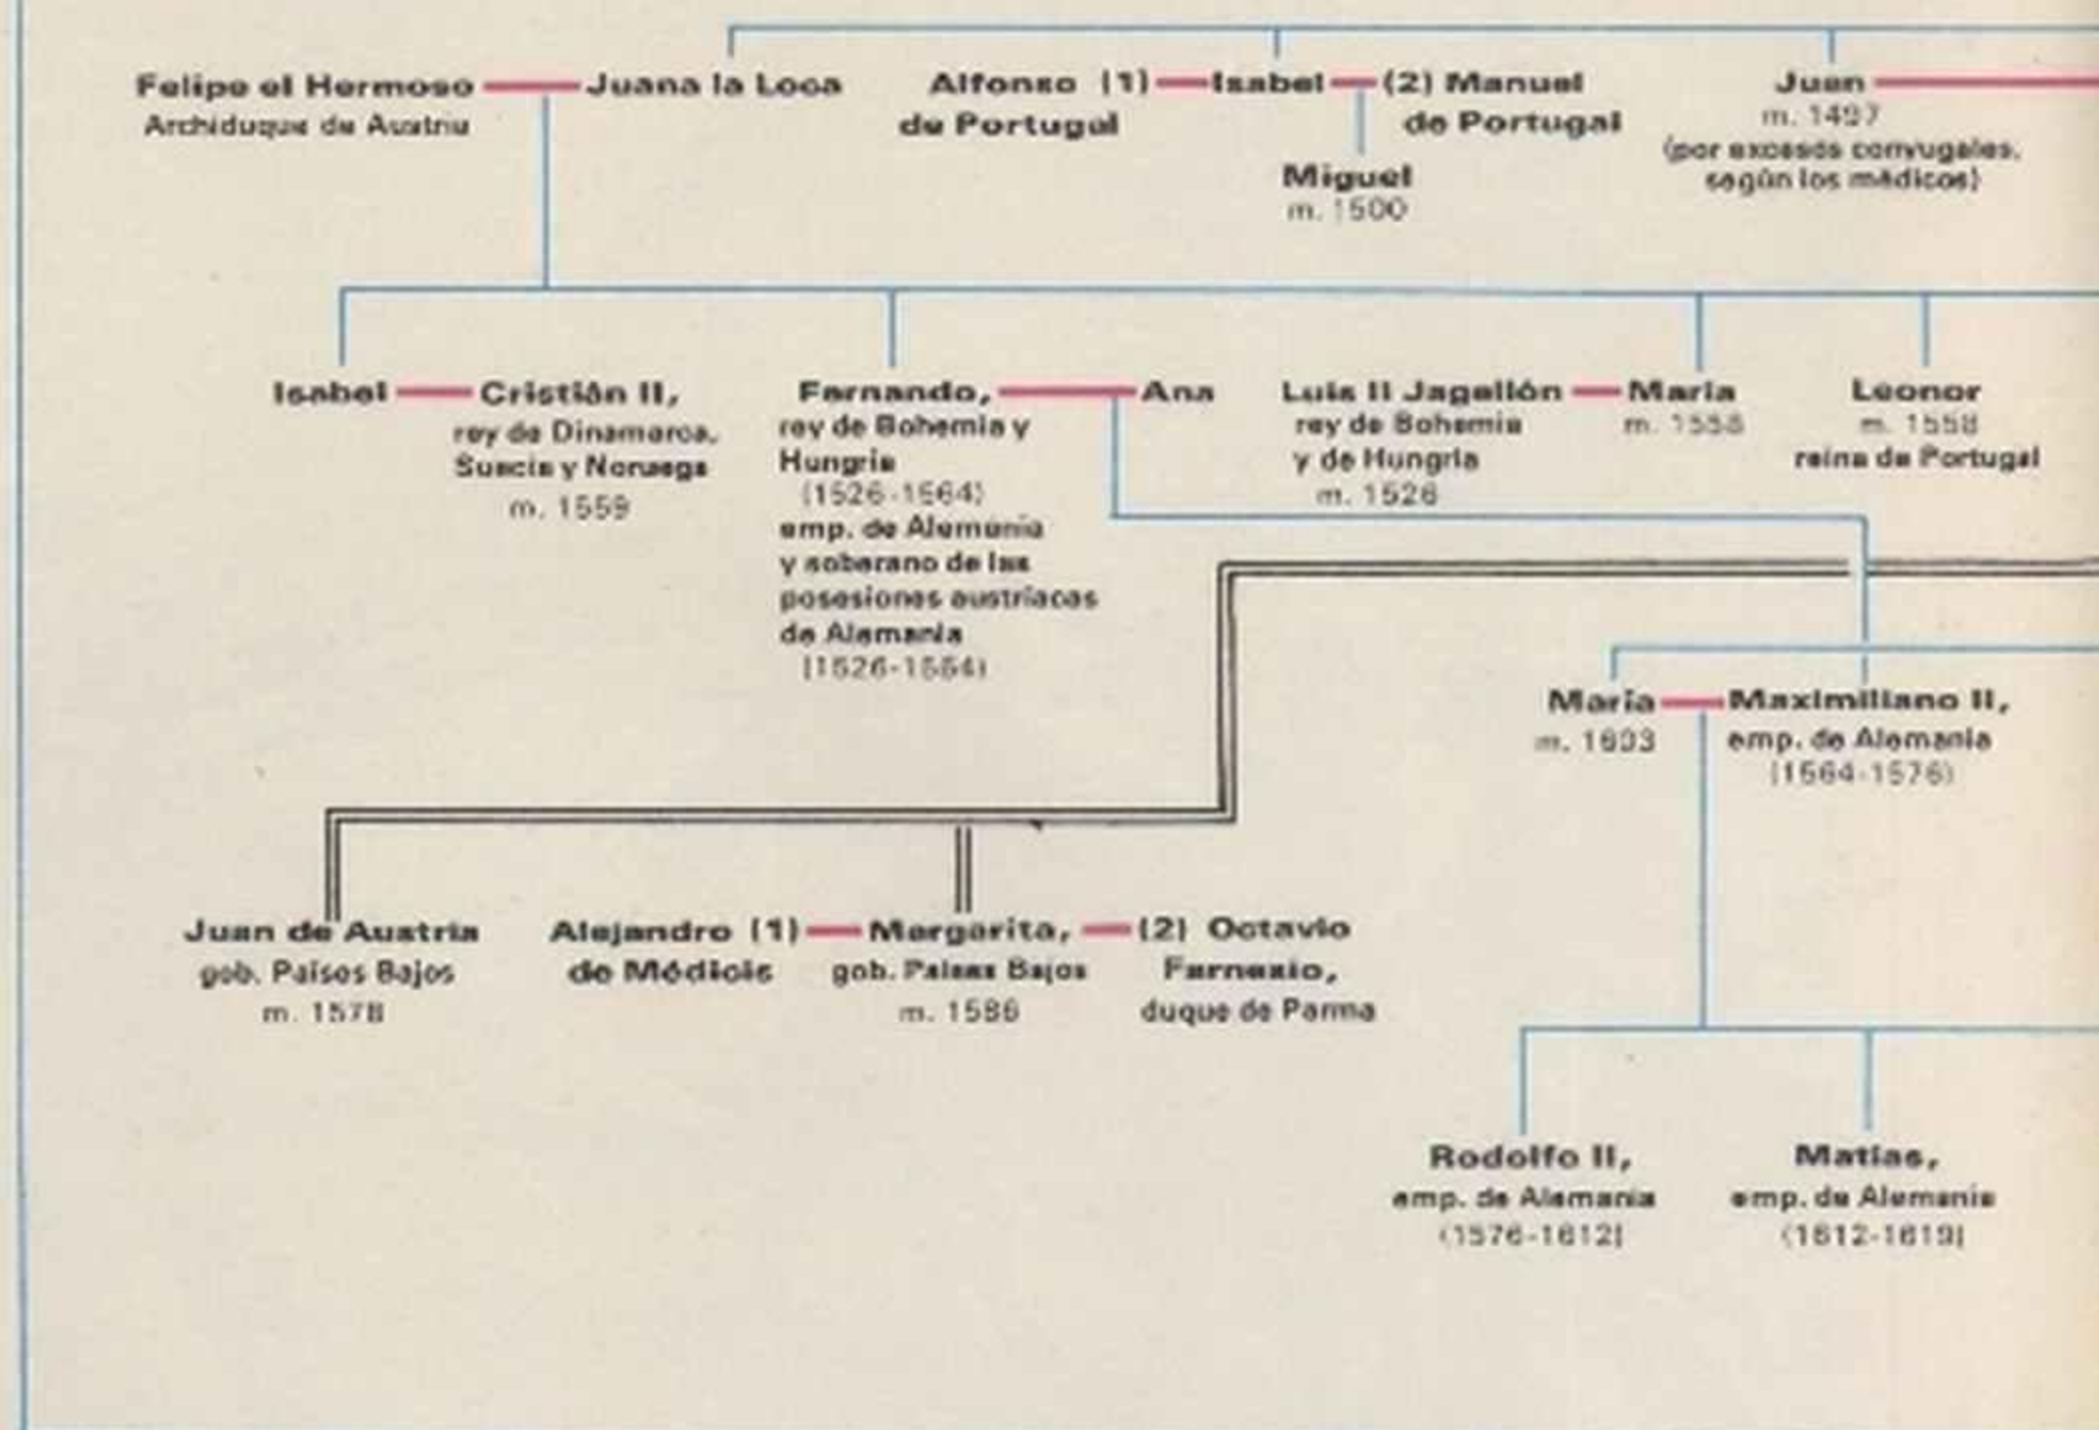 Felipe el Hermoso
Archiduque de Austria
Juana la Loca
Alfonso (1)
de Portugal
Isabel
(2) Manuel
de Portugal
Miguel
m. 1500
Juan
m. 1497
(por excesos conyugales,
según los médicos)
Isabel
Cristián II,
rey de Dinamarca,
Suecia y Noruega
m. 1559
Fernando,
rey de Bohemia y
Hungría
(1526-1564)
emp. de Alemania
y soberano de las
posesiones austríacas
de Alemania
(1526-1564)
Ana
Luis II Jagellón
rey de Bohemia
y de Hungría
m. 1526
María
m. 1558
Leonor
m. 1558
reina de Portugal
María
m. 1603
Maximiliano II,
emp. de Alemania
(1564-1576)
Juan de Austria
gob. Países Bajos
m. 1578
Alejandro (1)
de Médicis
Margarita,
gob. Países Bajos
m. 1586
(2) Octavio
Farnesio,
duque de Parma
Rodolfo II,
emp. de Alemania
(1576-1612)
Matías,
emp. de Alemania
(1612-1619)